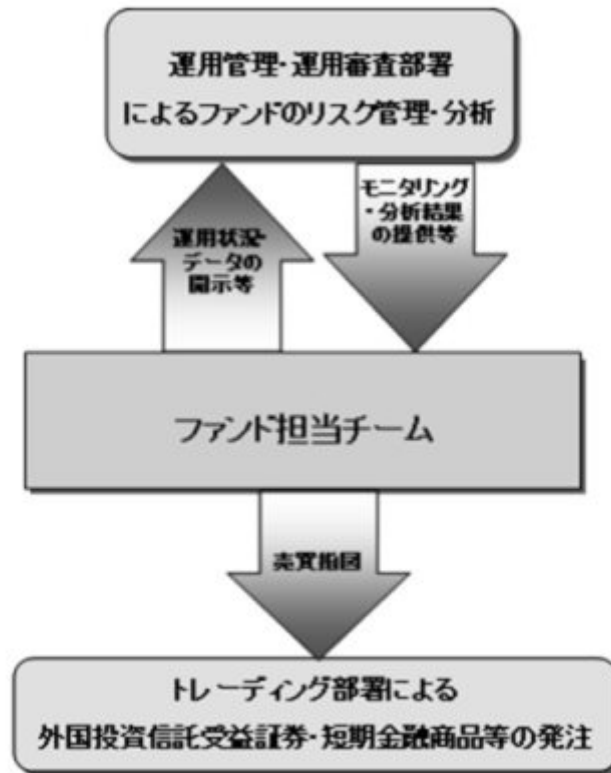 運用管理・運用審査部署
によるファンドのリスク管理・分析
運用状況・
データの
開示等
モニタリング
・分析結果
の提供等
ファンド担当チーム
売買指図
トレーディング部署による
外国投資信託受益証券・短期金融商品等の発注